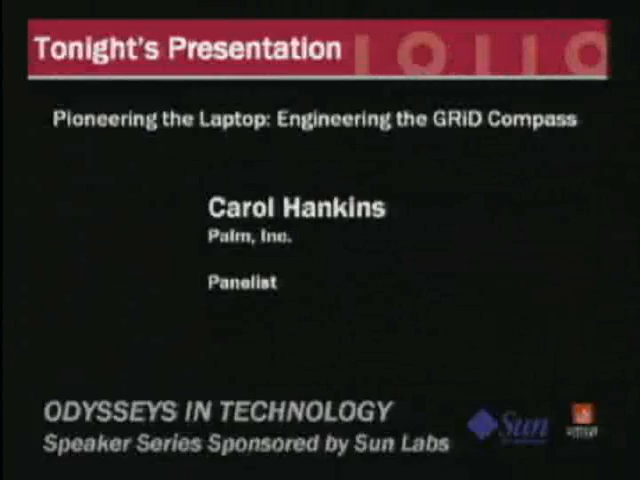 Tonight's Presentation
Pioneering the Laptop: Engineering the GRiD Compass
Carol Hankins
Palm, Inc.
Panelist
ODYSSEYS IN TECHNOLOGY
Speaker Series Sponsored by Sun Labs
Sun